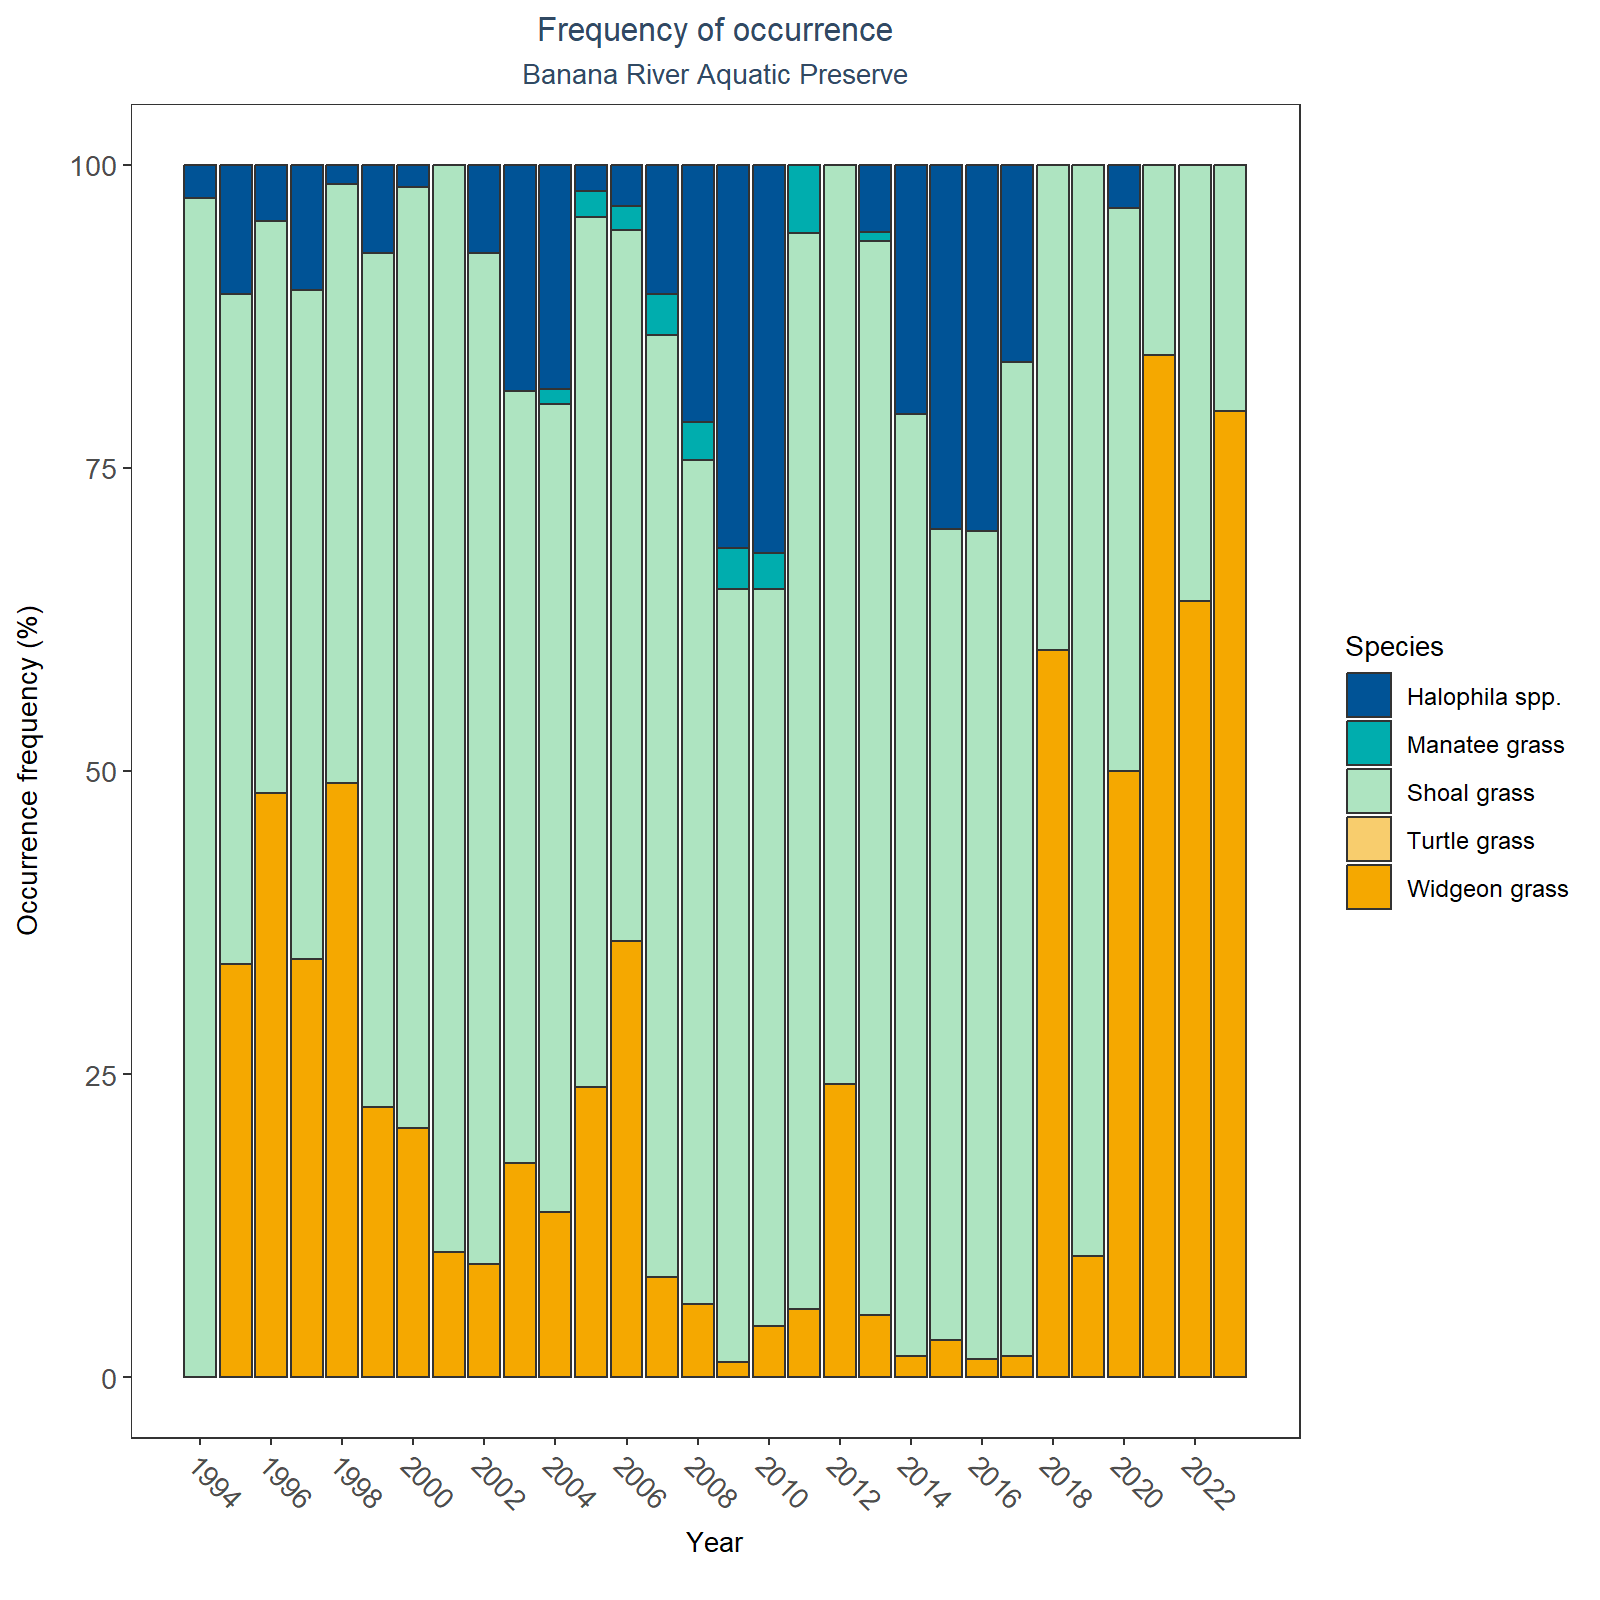 Frequency of occurrence
Banana River Aquatic Preserve
Occurrence frequency (%)
100
75
50
25
0
1994
1996
1998
2000
2002
2004
2006
2008
2010
2012
2014
2016
2018
2020
2022
Year
Species
Halophila spp.
Manatee grass
Shoal grass
Turtle grass
Widgeon grass